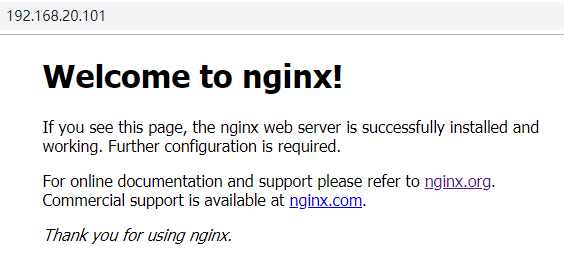 192.168.20.101
Welcome to nginx!
If you see this page, the nginx web server is successfully installed and
working. Further configuration is required.
For online documentation and support please refer to nginx.org.
Commercial support is available at nginx.com.
Thank you for using nginx.